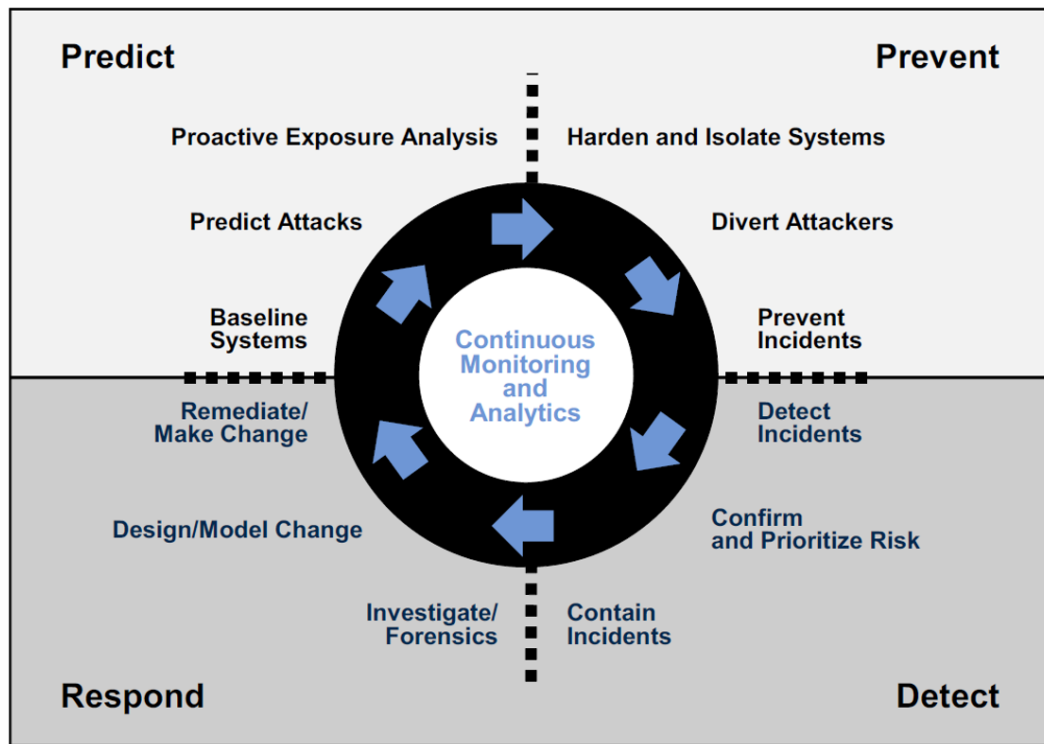 Predict
Prevent
Proactive Exposure Analysis
Harden and Isolate Systems
Predict Attacks
Divert Attackers
Baseline
Systems
Prevent
Incidents
Continuous
Monitoring
and
Analytics
Remediate/
Make Change
Detect
Incidents
Design/Model Change
Confirm
and Prioritize Risk
Investigate/
Forensics
Contain
Incidents
Respond
Detect